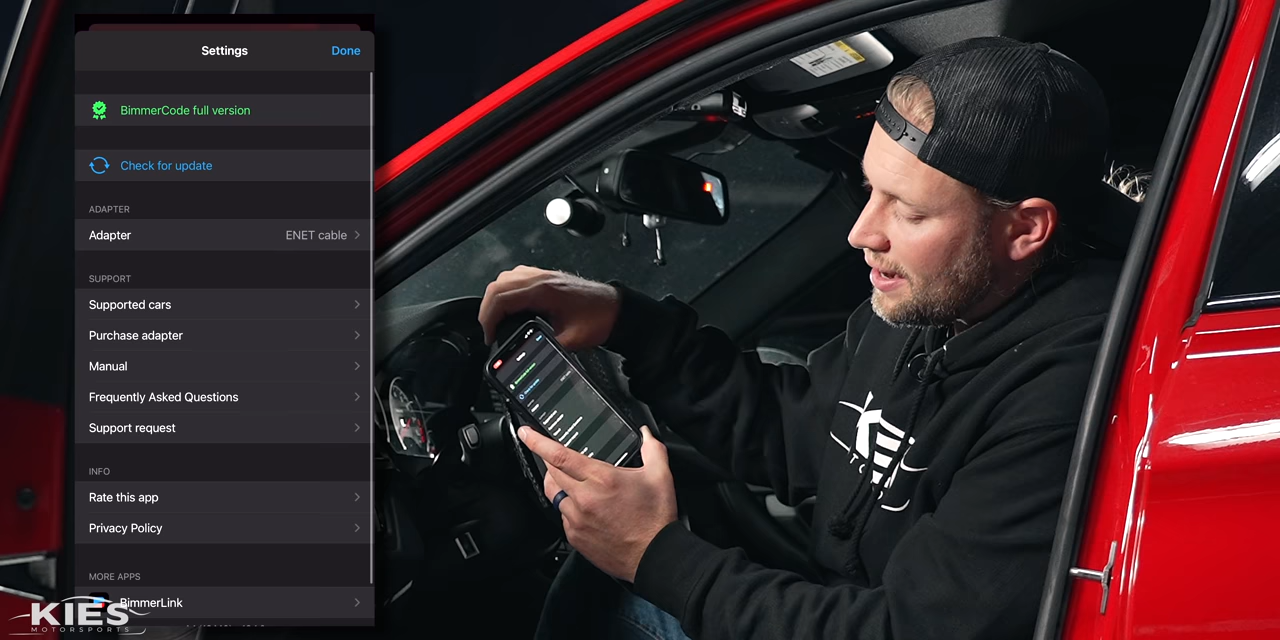 Settings
Done
BimmerCode full version
Check for update
ADAPTER
Adapter
ENET cable
SUPPORT
Supported cars
Purchase adapter
Manual
Frequently Asked Questions
Support request
INFO
Rate this app
Privacy Policy
MORE APPS
BimmerLink
KIES
MOTORSPORTS